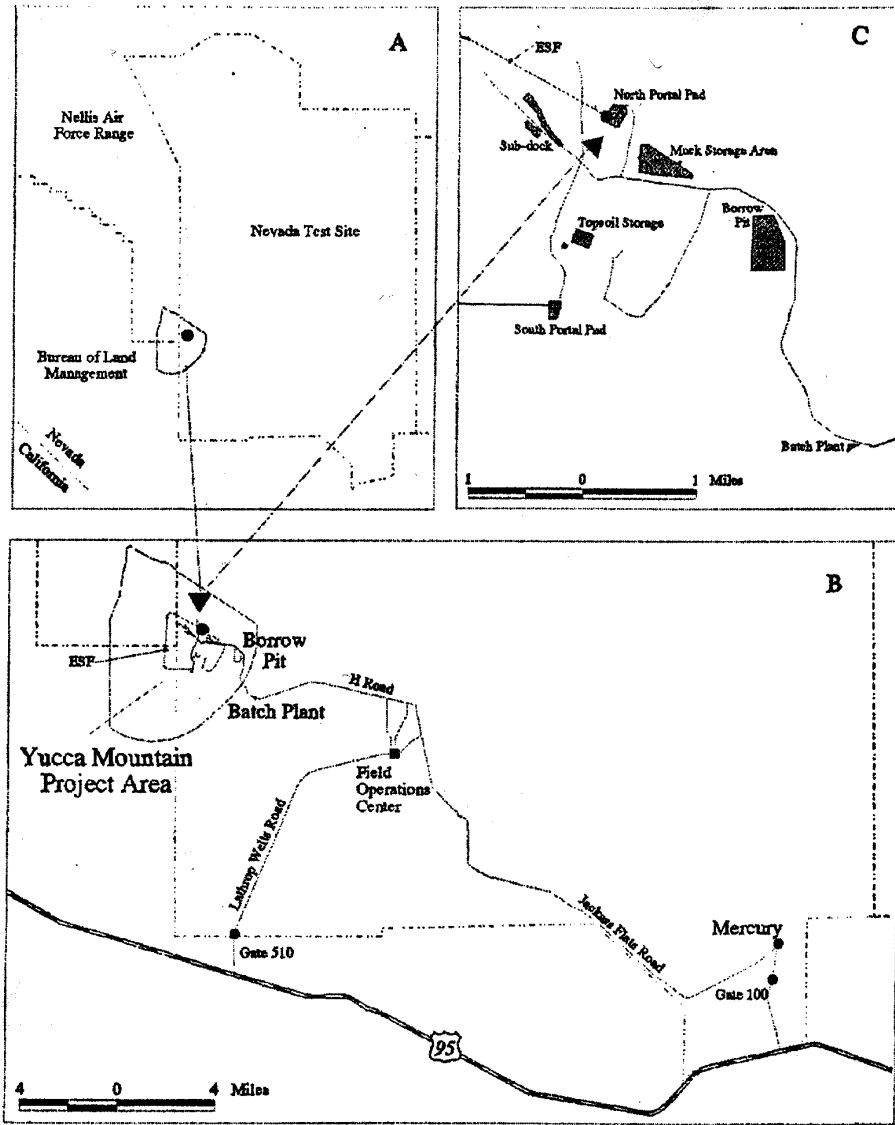 A
Nellis Air
Force Range
Nevada Test Site
Bureau of Land
Management
Nevada
California
C
ESF
North Portal Pad
Sub-dock
Muck Storage Area
Topsoil Storage
Borrow
Pit
South Portal Pad
Batch Plant
1 0 1 Miles
B
ESF
Borrow
Pit
Batch Plant
H Road
Yucca Mountain
Project Area
Field
Operations
Center
Lathrop Wells Road
Gate 510
Jackass Flats Road
Mercury
Gate 100
95
4 0 4 Miles